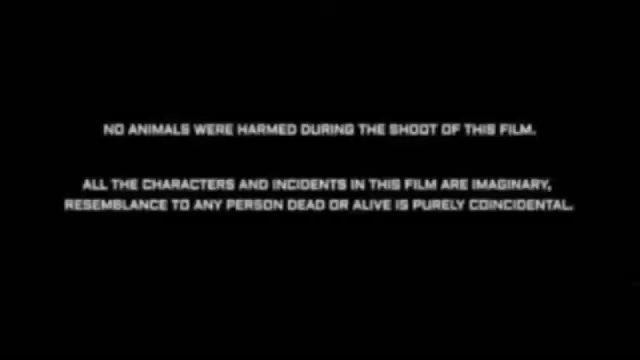 NO ANIMALS WERE HARMED DURING THE SHOOT OF THIS FILM.
ALL THE CHARACTERS AND INCIDENTS IN THIS FILM ARE IMAGINARY,
RESEMBLANCE TO ANY PERSON DEAD OR ALIVE IS PURELY COINCIDENTAL.